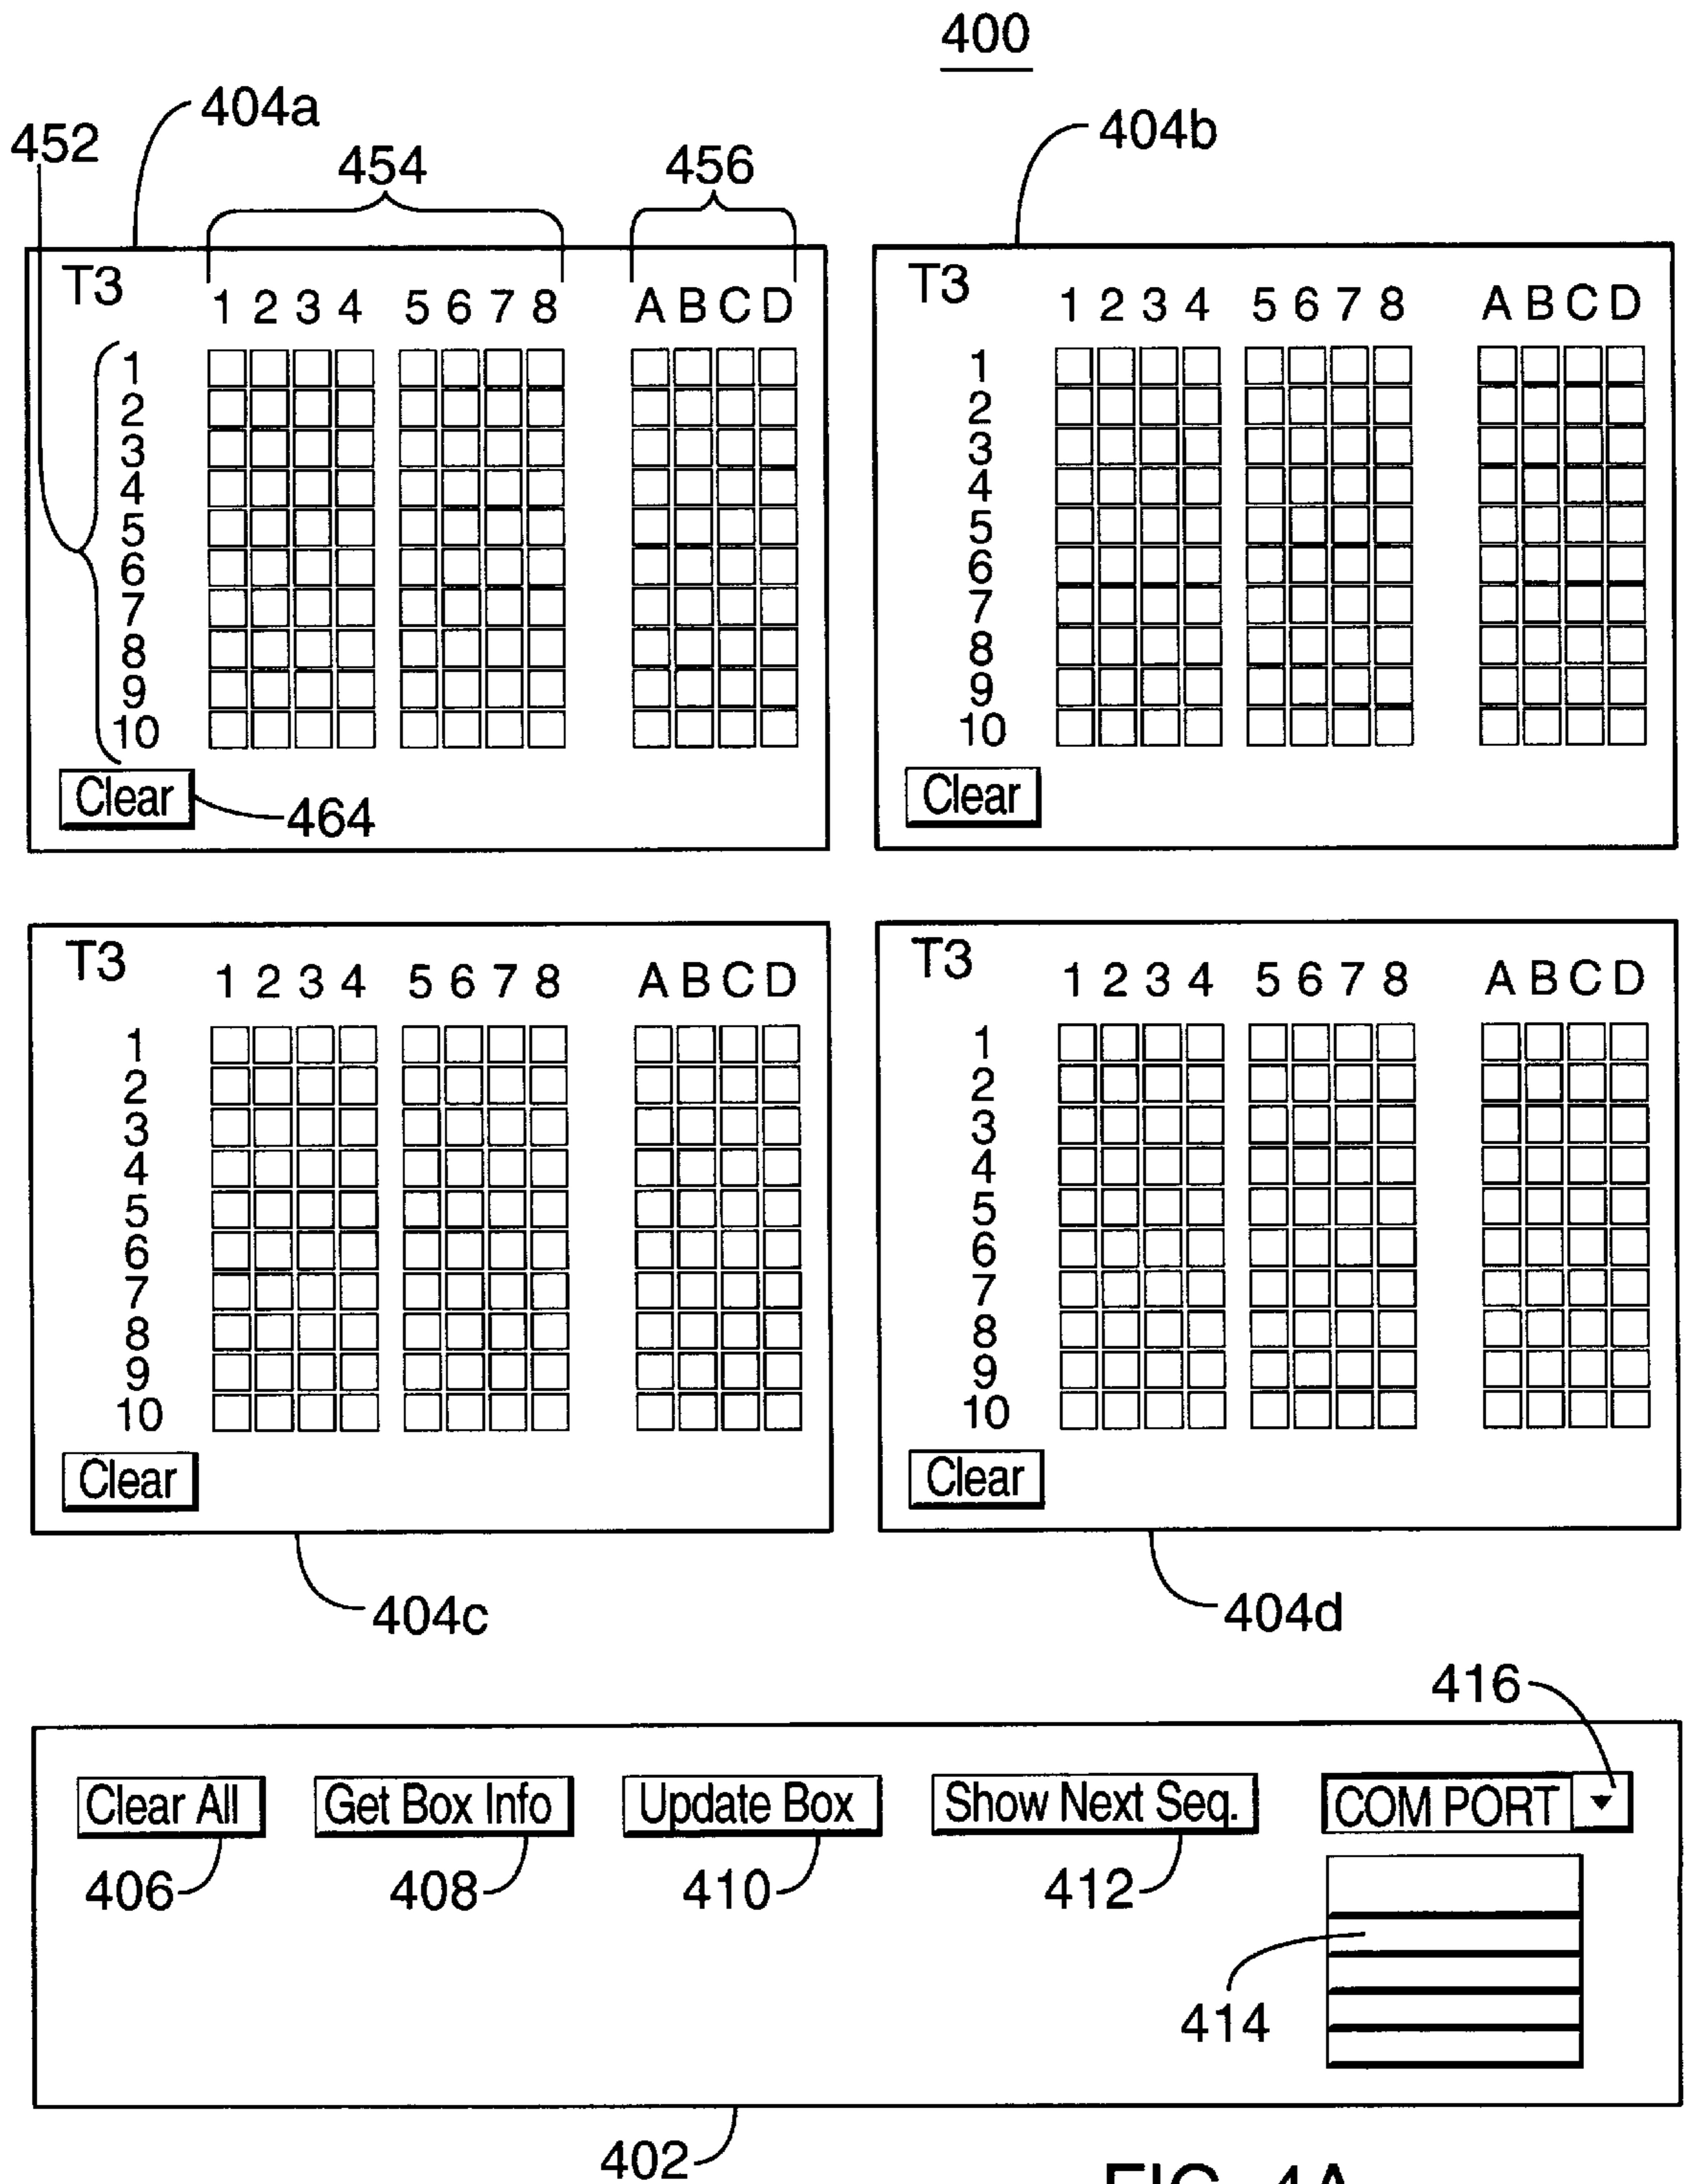 400
404a
404b
452
454
456
T3
1 2 3 4 5 6 7 8 A B C D
1
2
3
4
5
6
7
8
9
10
Clear
464
T3
1 2 3 4 5 6 7 8 A B C D
1
2
3
4
5
6
7
8
9
10
Clear
T3
1 2 3 4 5 6 7 8 A B C D
1
2
3
4
5
6
7
8
9
10
Clear
404c
T3
1 2 3 4 5 6 7 8 A B C D
1
2
3
4
5
6
7
8
9
10
Clear
404d
416
Clear All Get Box Info Update Box Show Next Seq. COM PORT
406 408 410 412
414
402
FIG. 4A